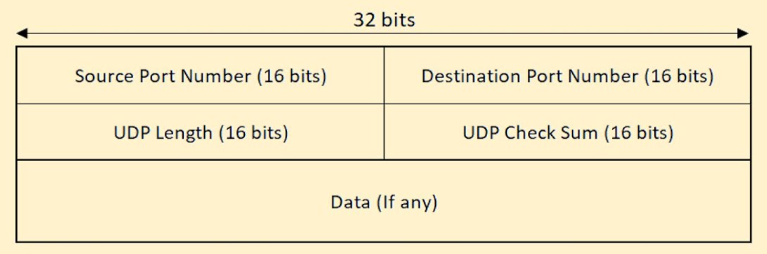 32 bits
Source Port Number (16 bits)
Destination Port Number (16 bits)
UDP Length (16 bits)
UDP Check Sum (16 bits)
Data (If any)